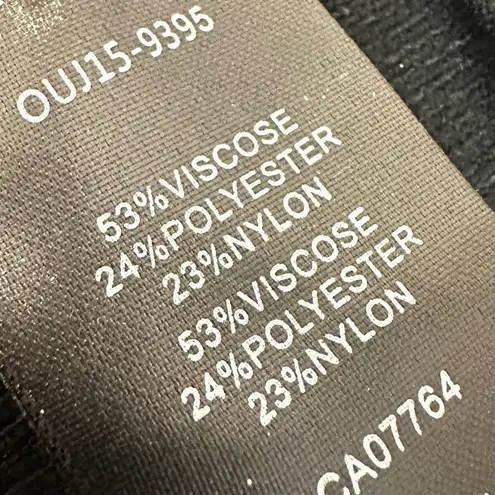 OUJ15-9395
53%VISCOSE
24%POLYESTER
23%NYLON
53%VISCOSE
24%POLYESTER
23%NYLON
CA07764